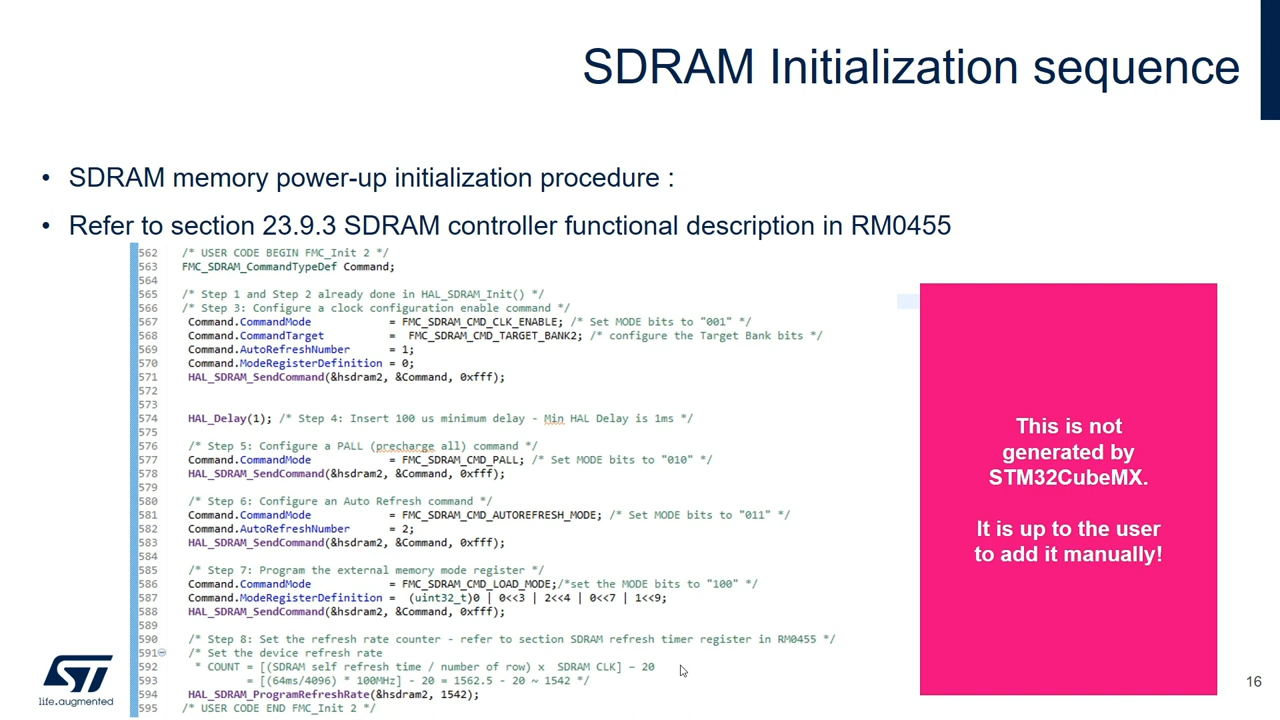 SDRAM Initialization sequence
• SDRAM memory power-up initialization procedure :
• Refer to section 23.9.3 SDRAM controller functional description in RM0455
562 /* USER CODE BEGIN FMC_Init 2 */
563 FMC_SDRAM_CommandTypeDef Command;
564
565 /* Step 1 and Step 2 already done in HAL_SDRAM_Init() */
566 /* Step 3: Configure a clock configuration enable command */
567 Command.CommandMode = FMC_SDRAM_CMD_CLK_ENABLE; /* Set MODE bits to "001" */
568 Command.CommandTarget = FMC_SDRAM_CMD_TARGET_BANK2; /* configure the Target Bank bits */
569 Command.AutoRefreshNumber = 1;
570 Command.ModeRegisterDefinition = 0;
571 HAL_SDRAM_SendCommand(&hsdram2, &Command, 0xfff);
572
573
574 HAL_Delay(1); /* Step 4: Insert 100 us minimum delay - Min HAL Delay is 1ms */
575
576 /* Step 5: Configure a PALL (precharge all) command */
577 Command.CommandMode = FMC_SDRAM_CMD_PALL; /* Set MODE bits to "010" */
578 HAL_SDRAM_SendCommand(&hsdram2, &Command, 0xfff);
579
580 /* Step 6: Configure an Auto Refresh command */
581 Command.CommandMode = FMC_SDRAM_CMD_AUTOREFRESH_MODE; /* Set MODE bits to "011" */
582 Command.AutoRefreshNumber = 2;
583 HAL_SDRAM_SendCommand(&hsdram2, &Command, 0xfff);
584
585 /* Step 7: Program the external memory mode register */
586 Command.CommandMode = FMC_SDRAM_CMD_LOAD_MODE;/*set the MODE bits to "100" */
587 Command.ModeRegisterDefinition = (uint32_t)0 | 0<<3 | 2<<4 | 0<<7 | 1<<9;
588 HAL_SDRAM_SendCommand(&hsdram2, &Command, 0xfff);
589
590 /* Step 8: Set the refresh rate counter - refer to section SDRAM refresh timer register in RM0455 */
591 /* Set the device refresh rate
592 * COUNT = [(SDRAM self refresh time / number of row) x SDRAM CLK] – 20
593 = [(64ms/4096) * 100MHz] - 20 = 1562.5 - 20 ~ 1542 */
594 HAL_SDRAM_ProgramRefreshRate(&hsdram2, 1542);
595 /* USER CODE END FMC_Init 2 */
This is not
generated by
STM32CubeMX.
It is up to the user
to add it manually!
ST
life.augmented
16